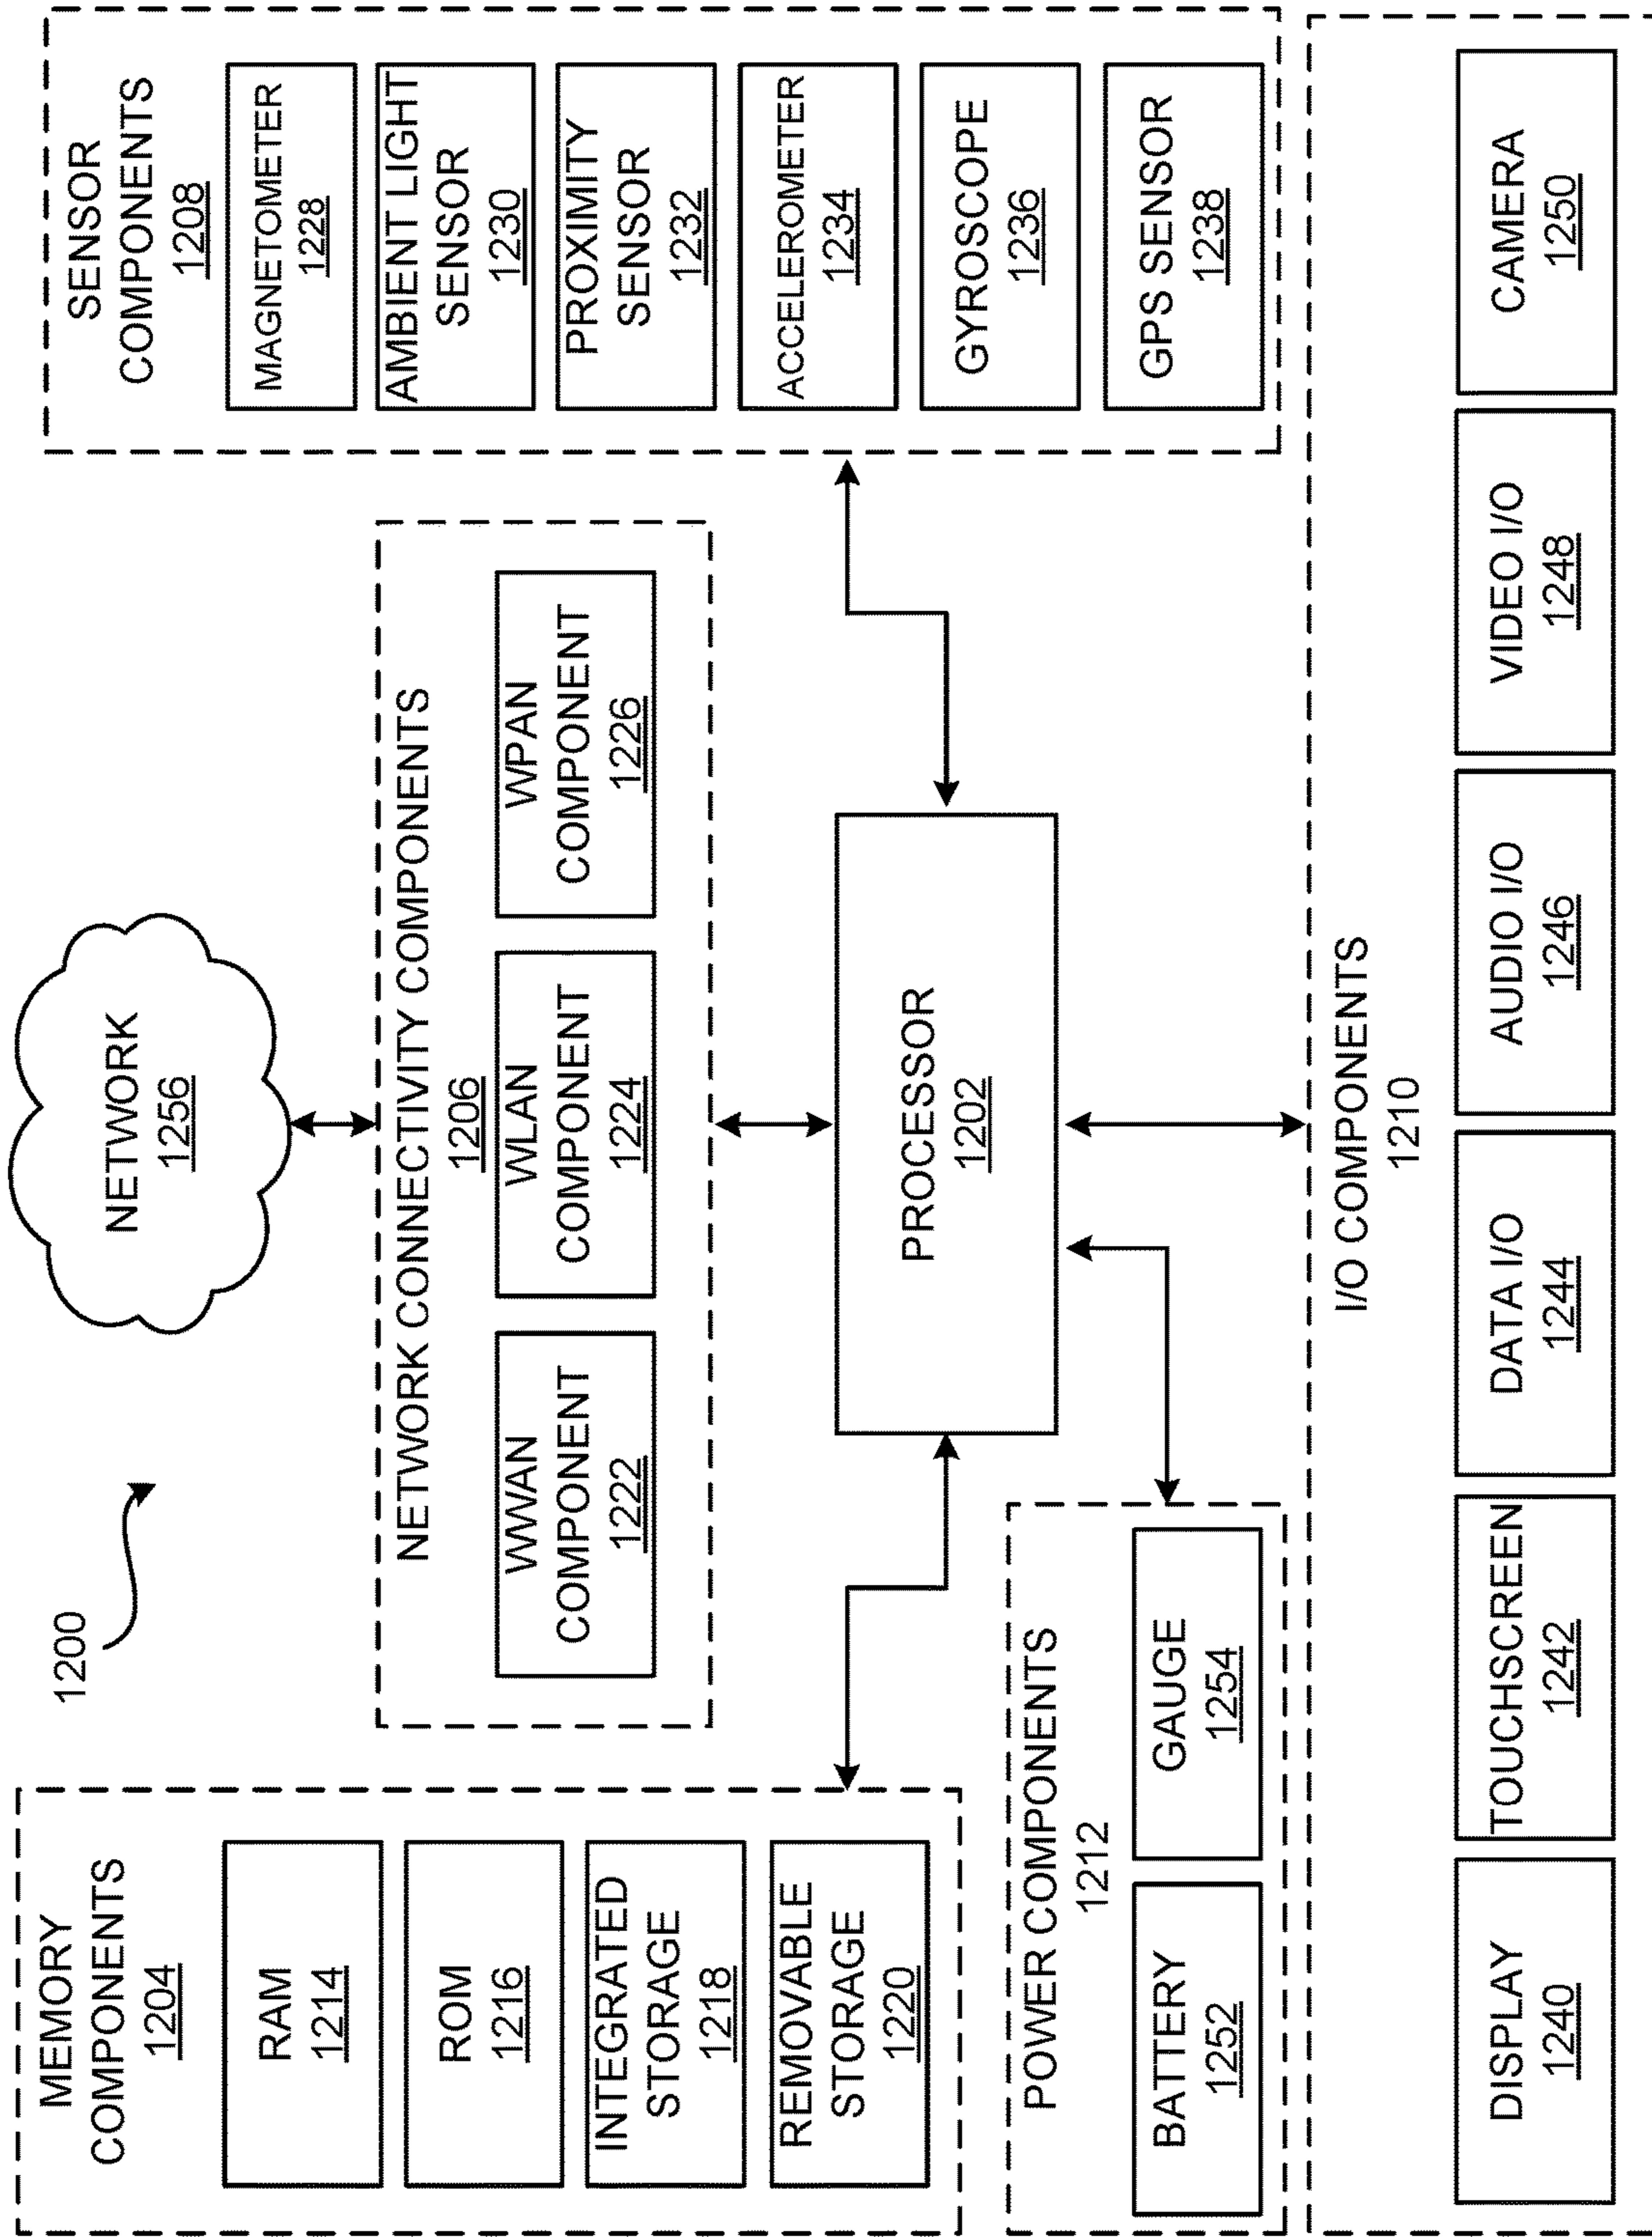 1200
NETWORK
1256
MEMORY
COMPONENTS
1204
RAM
1214
ROM
1216
INTEGRATED
STORAGE
1218
REMOVABLE
STORAGE
1220
NETWORK CONNECTIVITY COMPONENTS
1206
WWAN
COMPONENT
1222
WLAN
COMPONENT
1224
WPAN
COMPONENT
1226
SENSOR
COMPONENTS
1208
MAGNETOMETER
1228
AMBIENT LIGHT
SENSOR
1230
PROXIMITY
SENSOR
1232
ACCELEROMETER
1234
GYROSCOPE
1236
GPS SENSOR
1238
PROCESSOR
1202
POWER COMPONENTS
1212
BATTERY
1252
GAUGE
1254
I/O COMPONENTS
1210
DISPLAY
1240
TOUCHSCREEN
1242
DATA I/O
1244
AUDIO I/O
1246
VIDEO I/O
1248
CAMERA
1250